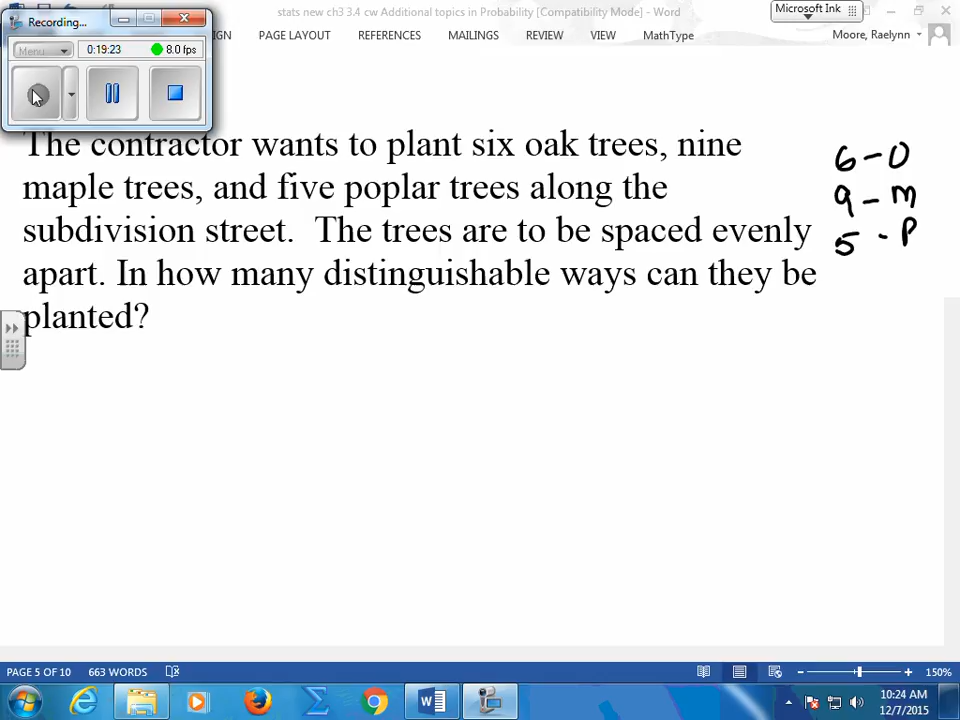 stats new ch3 3.4 cw Additional topics in Probability [Compatibility Mode] - Word
Microsoft Ink
Recording...
Menu
0:19:23
8.0 fps
IGN
PAGE LAYOUT
REFERENCES
MAILINGS
REVIEW
VIEW
MathType
Moore, Raelynn
The contractor wants to plant six oak trees, nine
maple trees, and five poplar trees along the
subdivision street.  The trees are to be spaced evenly
apart. In how many distinguishable ways can they be
planted?
6 - O
9 - m
5 - P
PAGE 5 OF 10
663 WORDS
150%
10:24 AM
12/7/2015